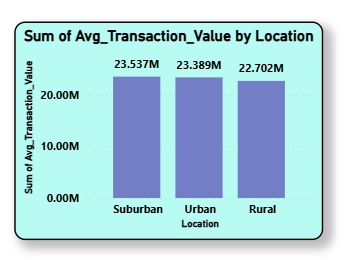 Sum of Avg_Transaction_Value by Location
Sum of Avg_Transaction_Value
23.537M 23.389M 22.702M
20.00M
10.00M
0.00M
Suburban Urban Rural
Location